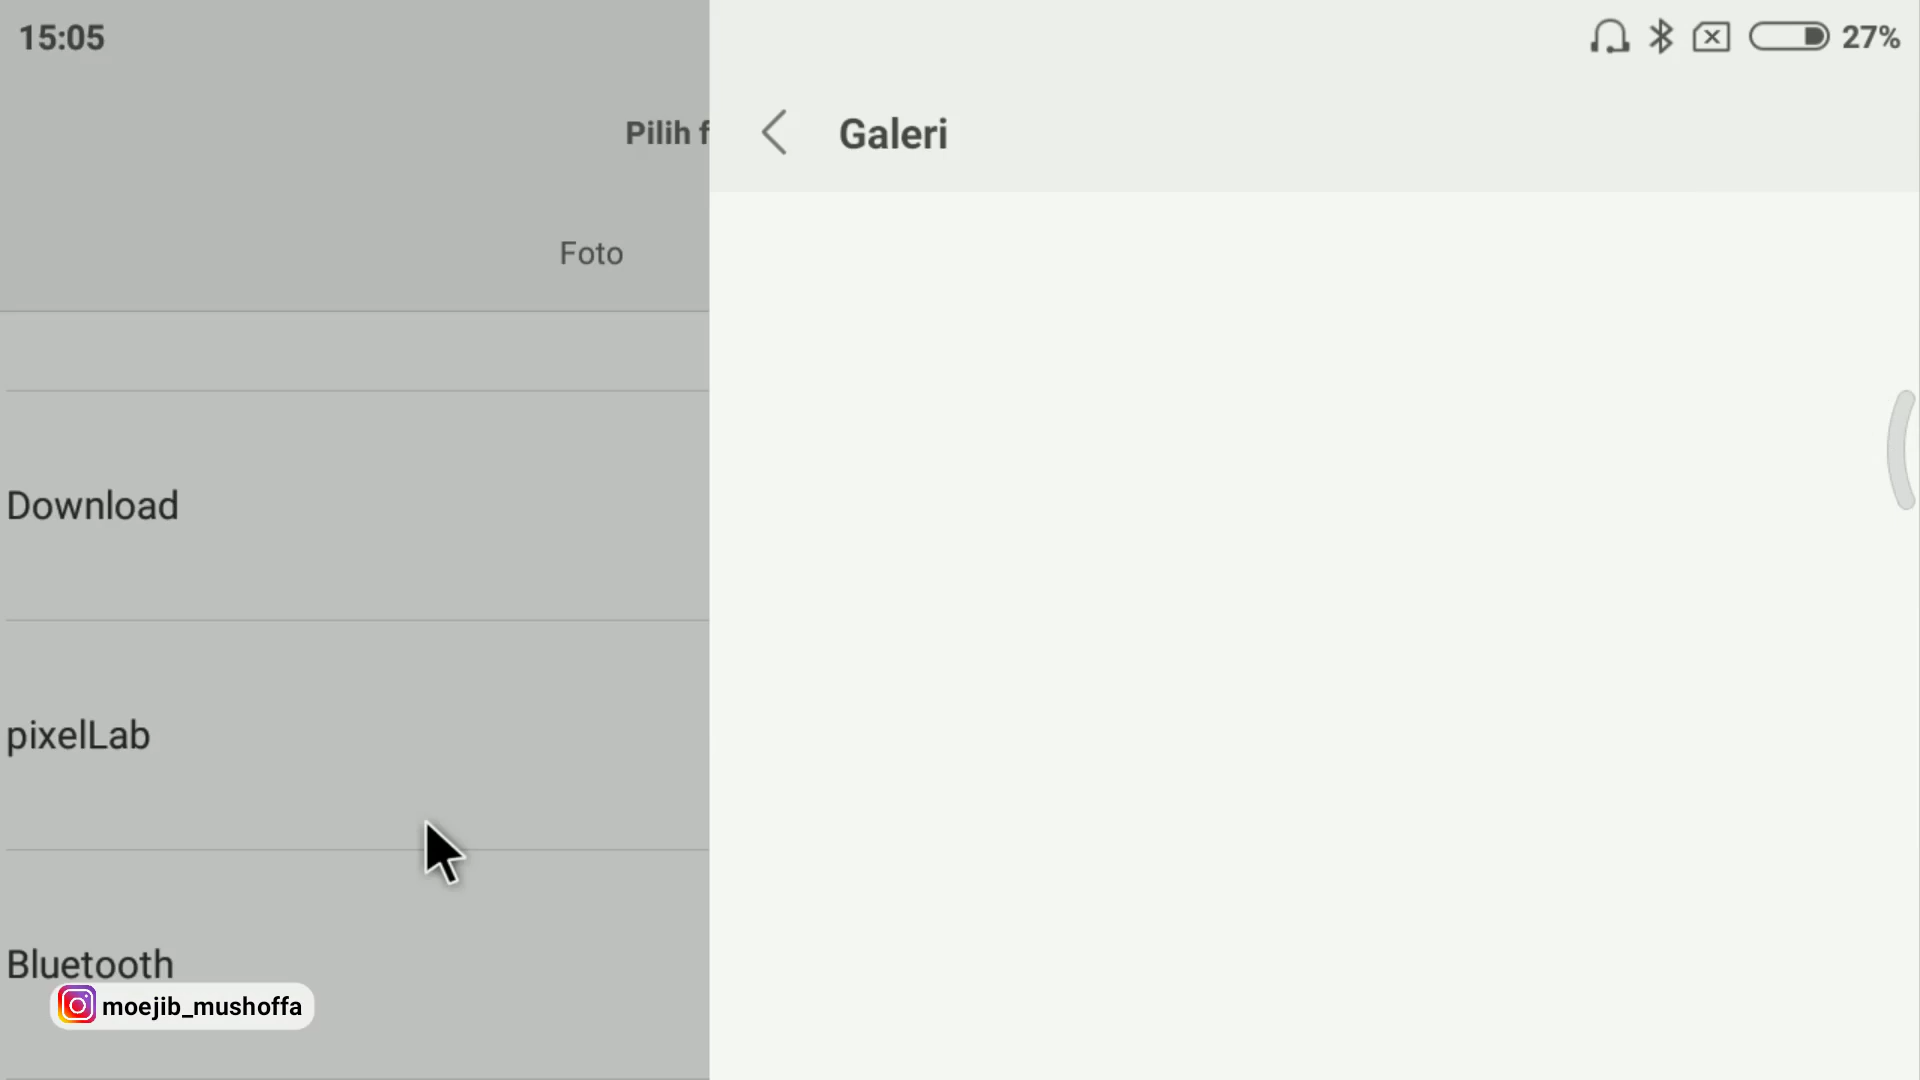 15:05
27%
Pilih f
Galeri
Foto
Download
pixelLab
Bluetooth
moejib_mushoffa